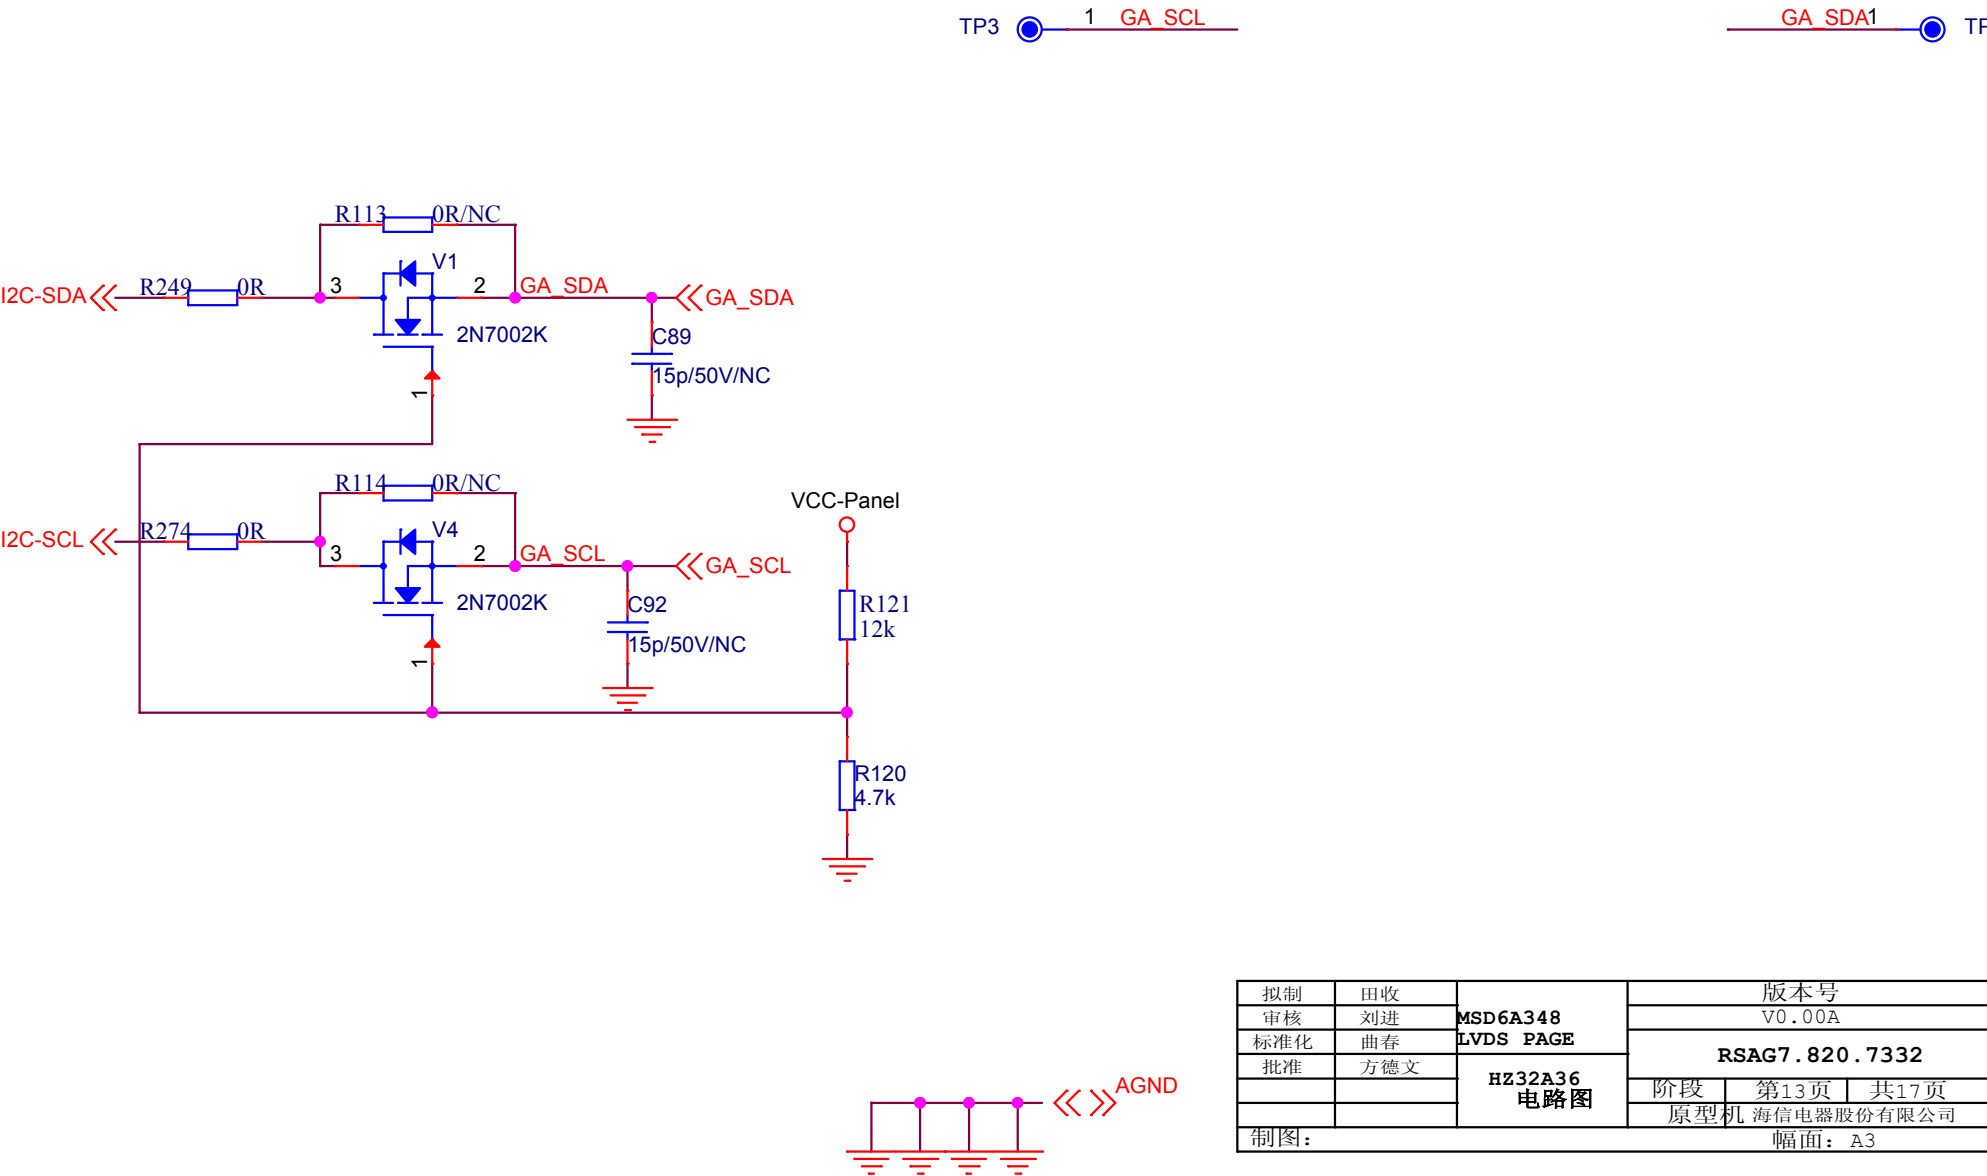 TP3 1 GA_SCL
GA_SDA 1
R113 0R/NC
V1
I2C-SDA R249 0R 3 2 GA_SDA GA_SDA
2N7002K
C89
15p/50V/NC
1
R114 0R/NC
VCC-Panel
V4
I2C-SCL R274 0R 3 2 GA_SCL GA_SCL
2N7002K
C92
15p/50V/NC
1
R121
12k
R120
4.7k
AGND
拟制 田收
审核 刘进
标准化 曲春
批准 方德文
MSD6A348
LVDS PAGE
HZ32A36
电路图
版本号
V0.00A
RSAG7.820.7332
阶段 第13页 共17页
原型机 海信电器股份有限公司
制图: 幅面: A3